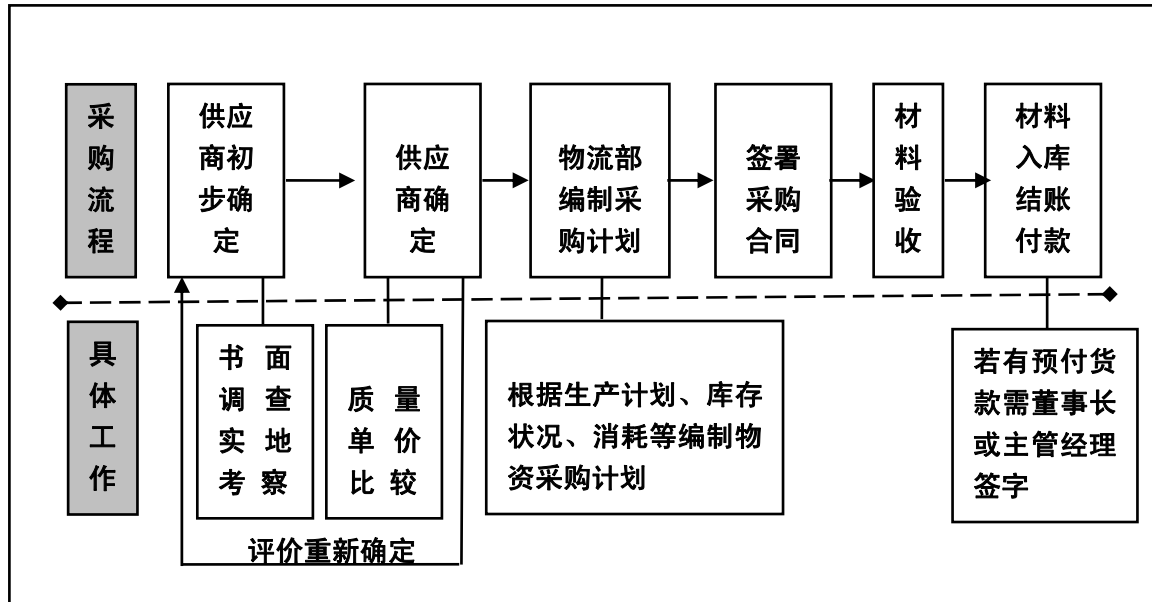 采
购
流
程
供应
商初
步确
定
供应
商确
定
物流部
编制采
购计划
签署
采购
合同
材
料
验
收
材料
入库
结账
付款
具
体
工
作
书 面
调 查
实 地
考 察
质 量
单 价
比 较
根据生产计划、库存
状况、消耗等编制物
资采购计划
若有预付货
款需董事长
或主管经理
签字
评价重新确定